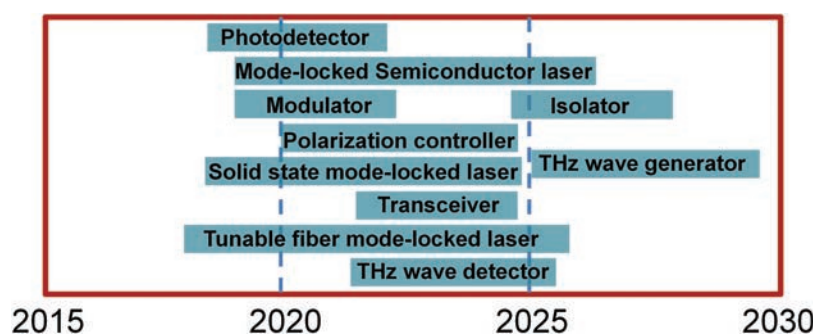 Photodetector
Mode-locked Semiconductor laser
Modulator
Isolator
Polarization controller
THz wave generator
Solid state mode-locked laser
Transceiver
Tunable fiber mode-locked laser
THz wave detector
2015 2020 2025 2030